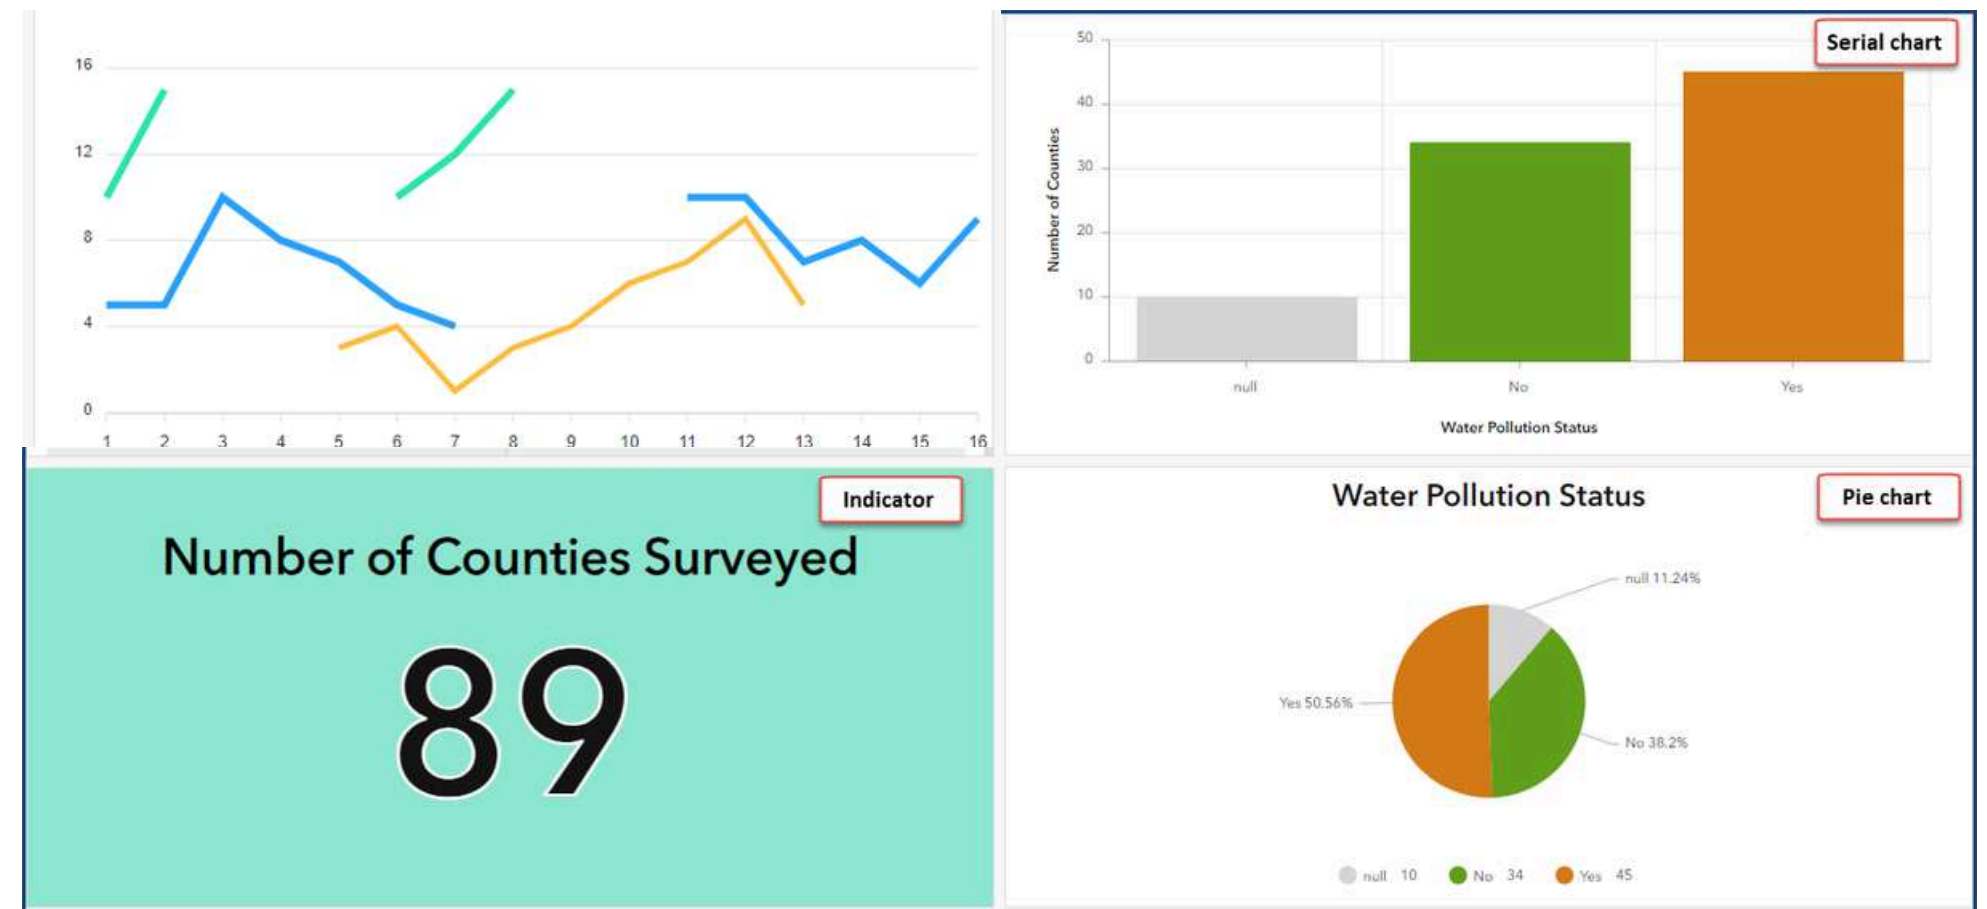 16
12
8
4
0
1 2 3 4 5 6 7 8 9 10 11 12 13 14 15 16
Serial chart
50
40
30
20
10
0
Number of Counties
null No Yes
Water Pollution Status
Indicator
Number of Counties Surveyed
89
Water Pollution Status
Pie chart
null 11.24%
Yes 50.56%
No 38.2%
null 10 No 34 Yes 45